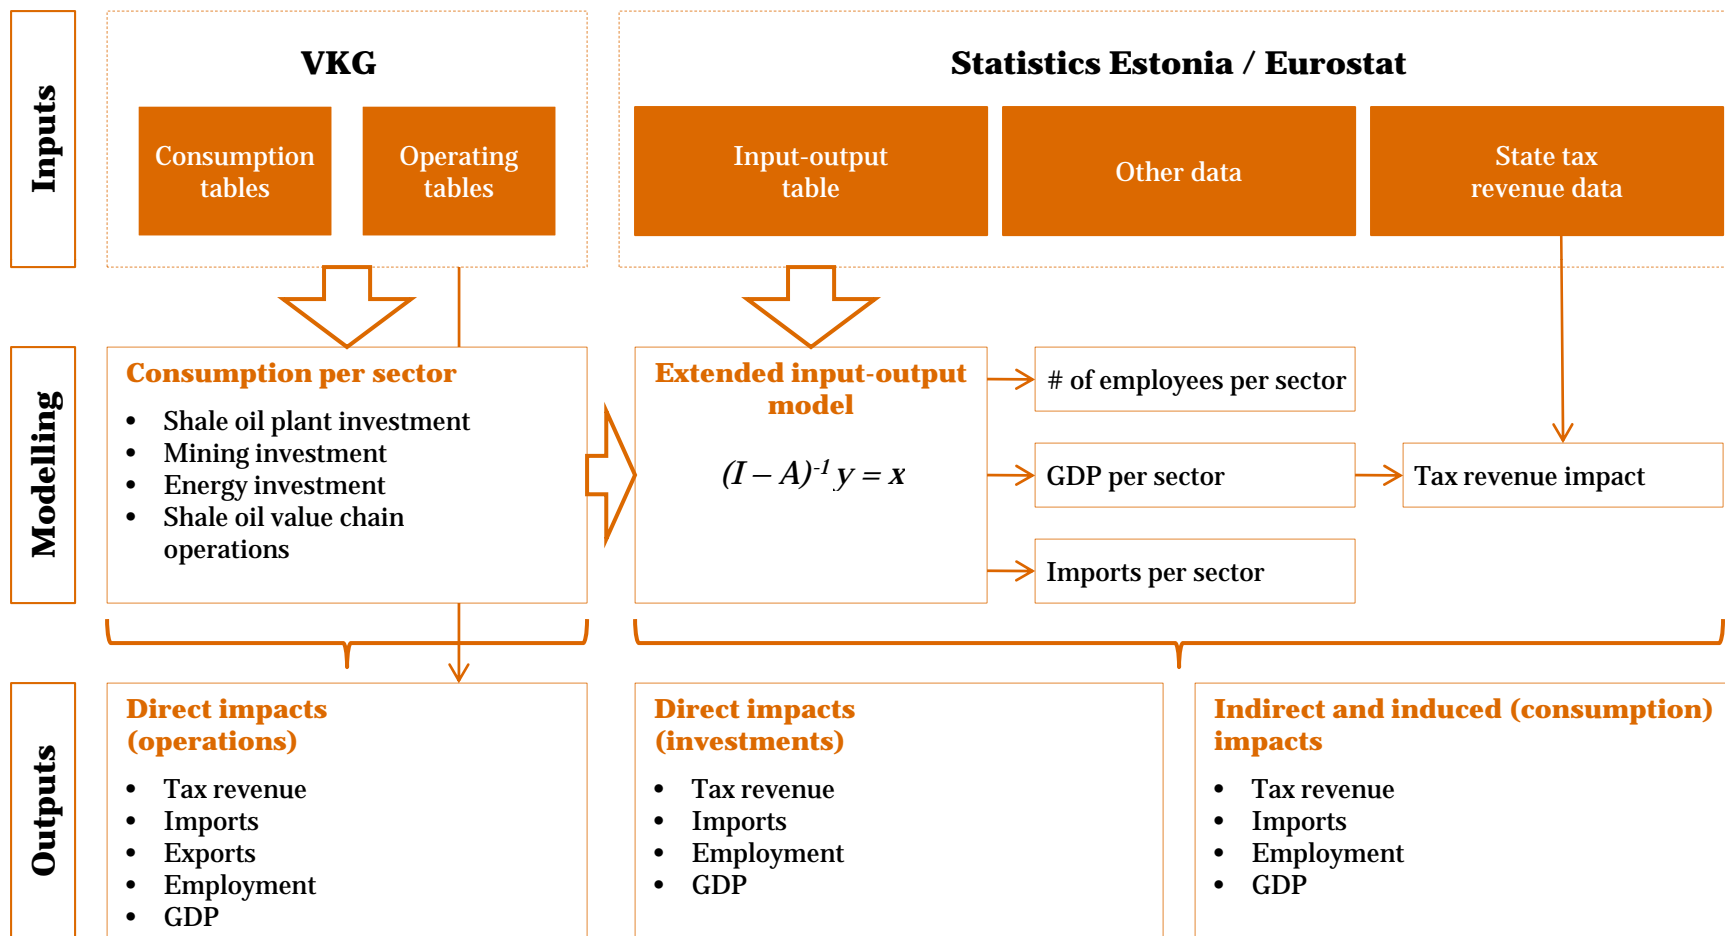 Inputs
VKG
Consumption
tables
Operating
tables
Statistics Estonia / Eurostat
Input-output
table
Other data
State tax
revenue data
Modelling
Consumption per sector
• Shale oil plant investment
• Mining investment
• Energy investment
• Shale oil value chain
operations
Extended input-output
model
(I – A)⁻¹ y = x
# of employees per sector
GDP per sector
Imports per sector
Tax revenue impact
Outputs
Direct impacts
(operations)
• Tax revenue
• Imports
• Exports
• Employment
• GDP
Direct impacts
(investments)
• Tax revenue
• Imports
• Employment
• GDP
Indirect and induced (consumption)
impacts
• Tax revenue
• Imports
• Employment
• GDP